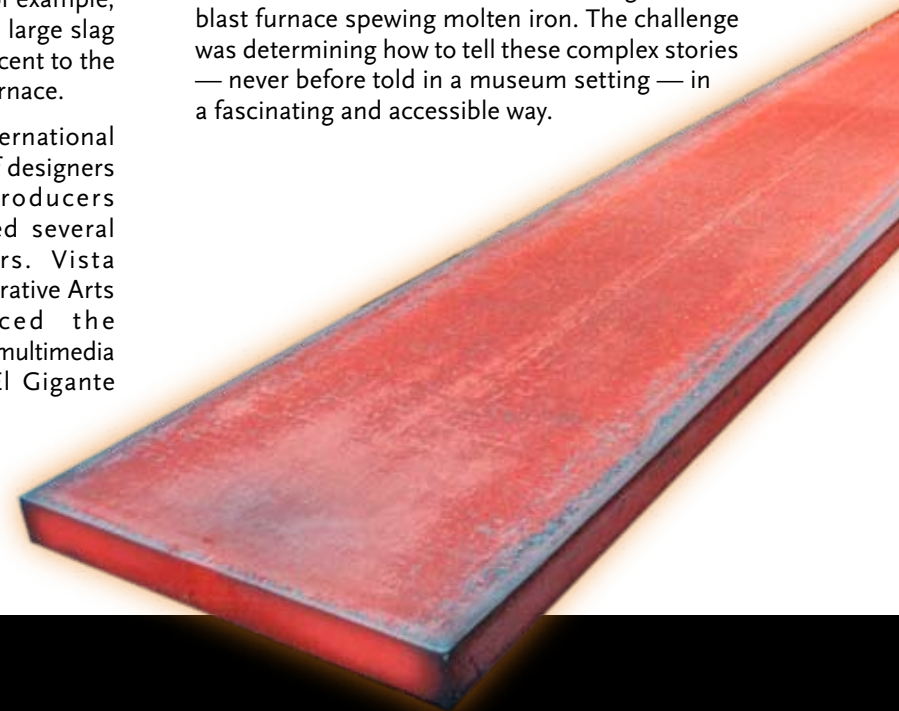 example,
large slag
cent to the
rnace.
ernational
designers
roducers
ed several
rs. Vista
rative Arts
ced the
multimedia
El Gigante
blast furnace spewing molten iron. The challenge
was determining how to tell these complex stories
— never before told in a museum setting — in
a fascinating and accessible way.